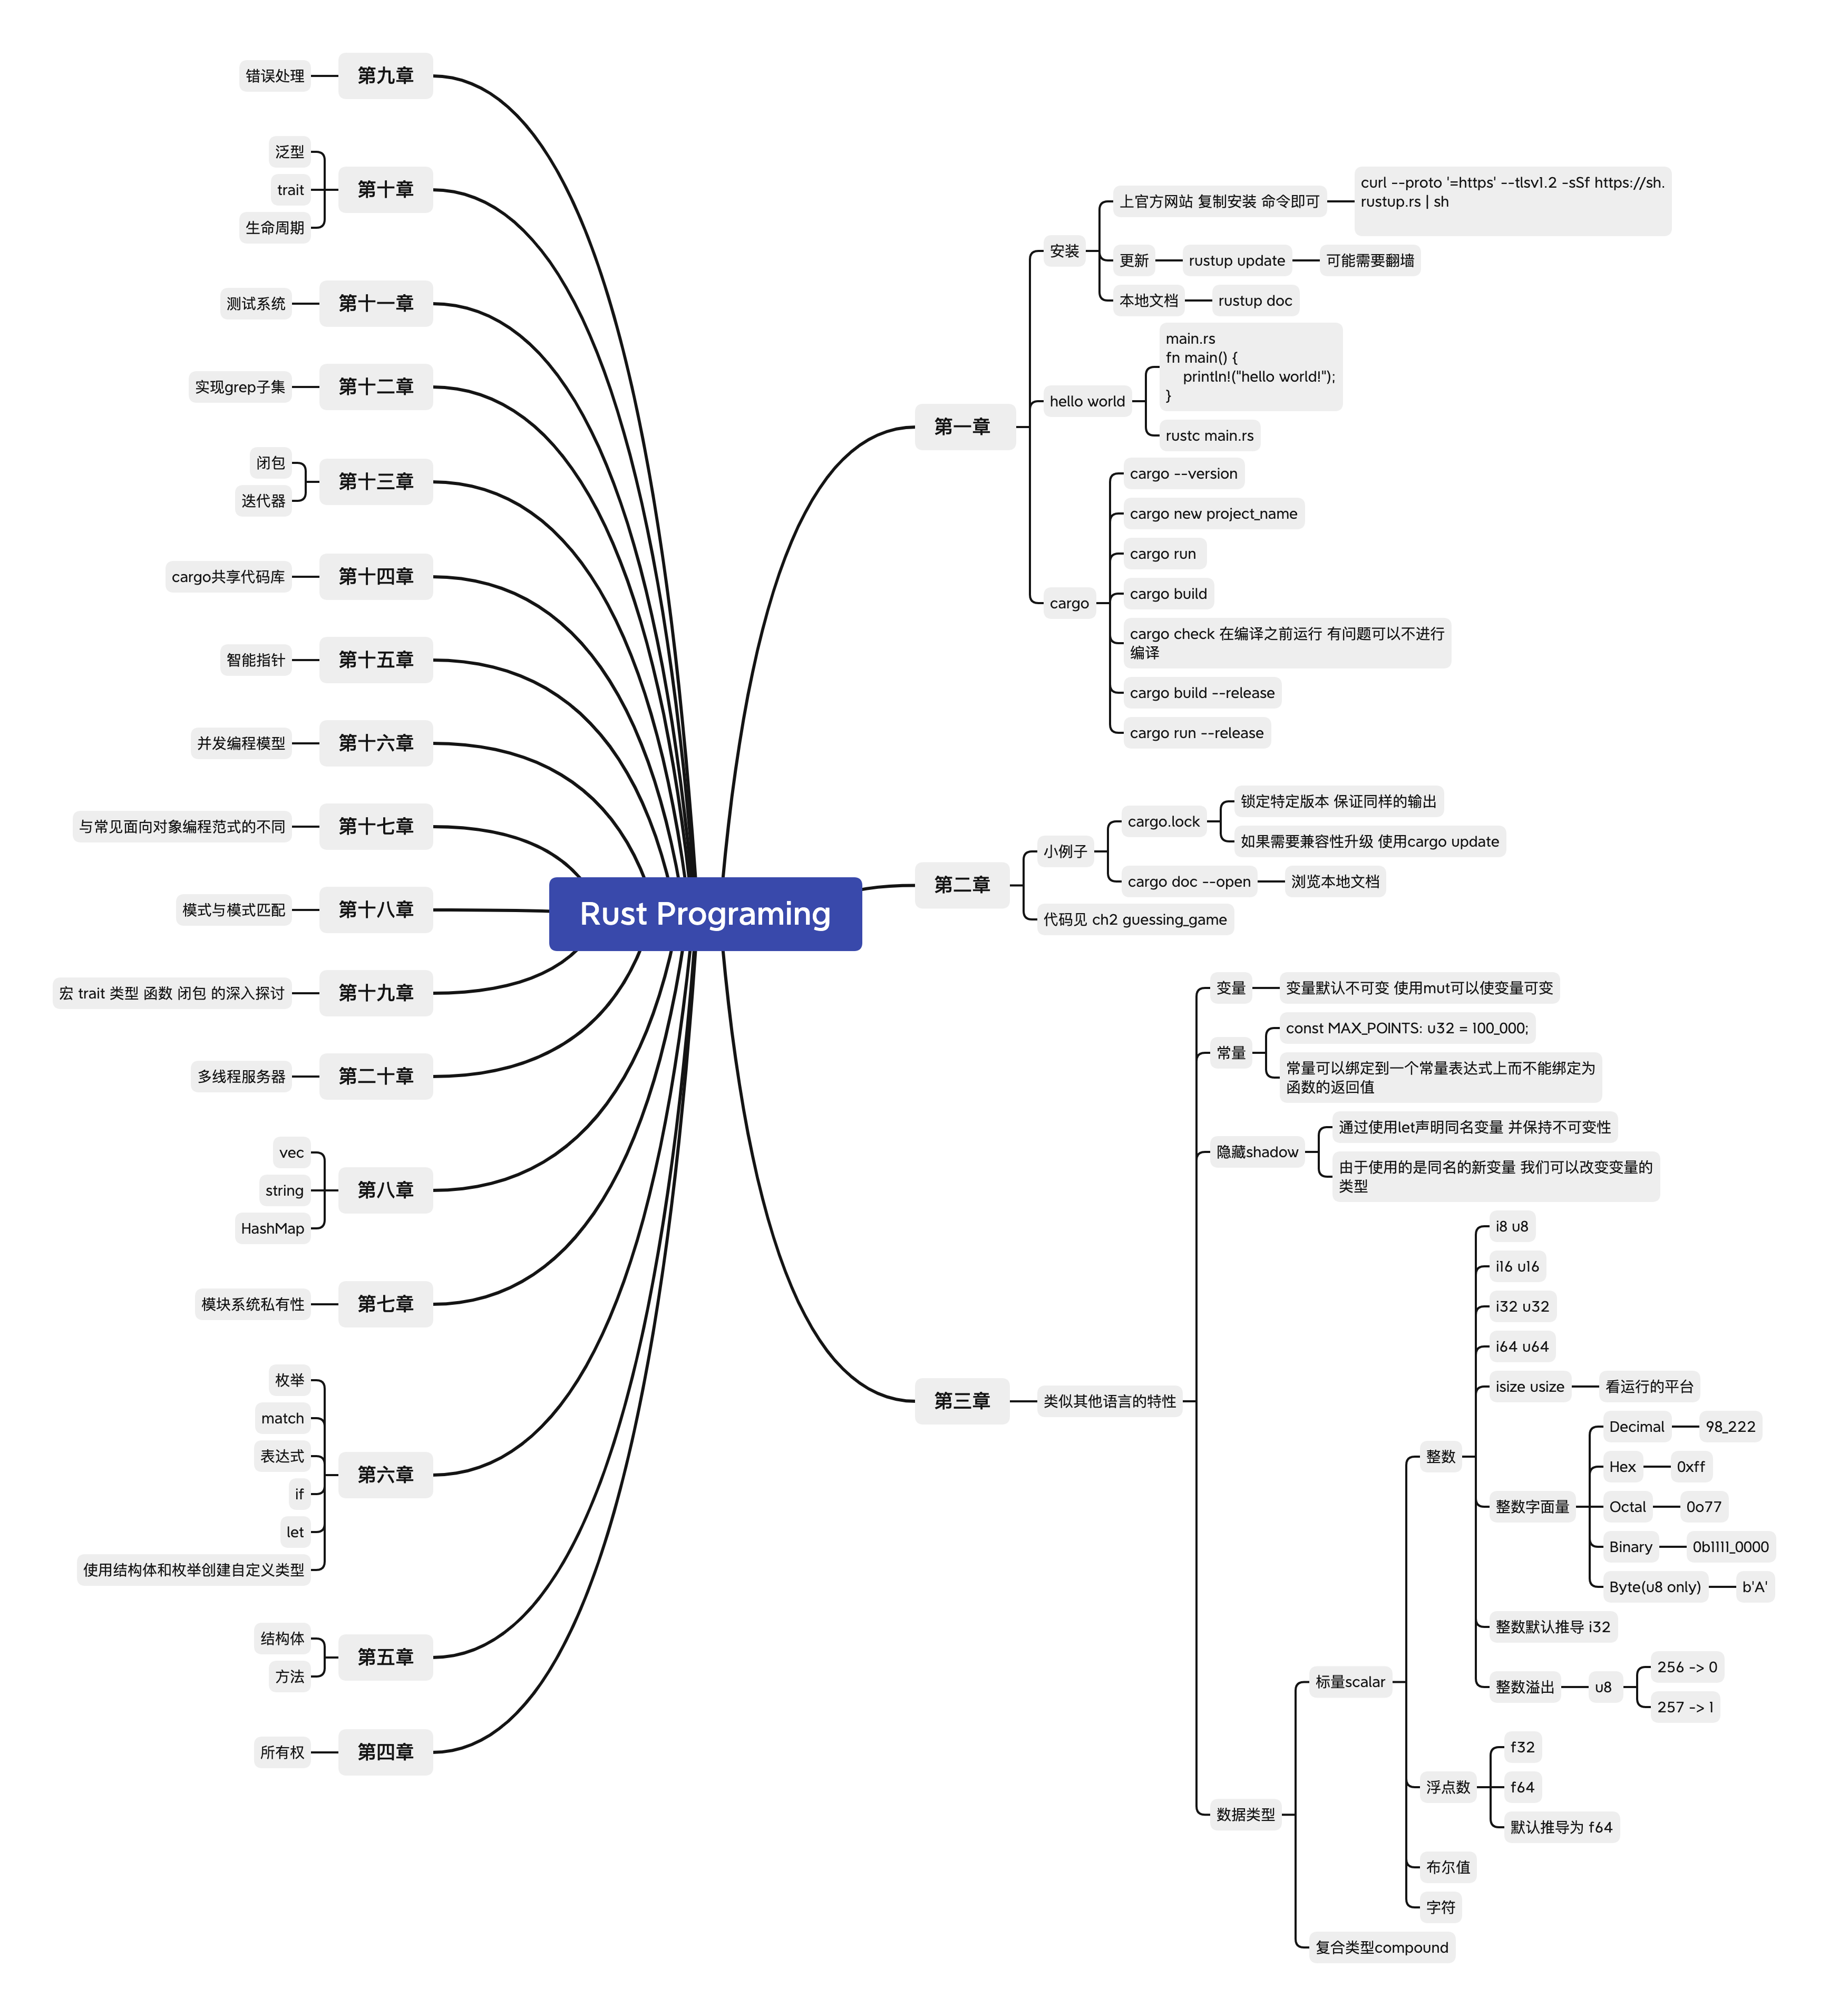 Rust Programing
第一章
安装
上官方网站 复制安装 命令即可
curl --proto '=https' --tlsv1.2 -sSf https://sh.
rustup.rs | sh
更新
rustup update
可能需要翻墙
本地文档
rustup doc
hello world
main.rs
fn main() {
println!("hello world!");
}
rustc main.rs
cargo
cargo --version
cargo new project_name
cargo run
cargo build
cargo check 在编译之前运行 有问题可以不进行
编译
cargo build --release
cargo run --release
第二章
小例子
cargo.lock
锁定特定版本 保证同样的输出
如果需要兼容性升级 使用cargo update
cargo doc --open
浏览本地文档
代码见 ch2 guessing_game
第三章
类似其他语言的特性
变量
变量默认不可变 使用mut可以使变量可变
常量
const MAX_POINTS: u32 = 100_000;
常量可以绑定到一个常量表达式上而不能绑定为
函数的返回值
隐藏shadow
通过使用let声明同名变量 并保持不可变性
由于使用的是同名的新变量 我们可以改变变量的
类型
数据类型
标量scalar
整数
i8 u8
i16 u16
i32 u32
i64 u64
isize usize
看运行的平台
整数字面量
Decimal
98_222
Hex
0xff
Octal
0o77
Binary
0b1111_0000
Byte(u8 only)
b'A'
整数默认推导 i32
整数溢出
u8
256 -> 0
257 -> 1
浮点数
f32
f64
默认推导为 f64
布尔值
字符
复合类型compound
第九章
错误处理
第十章
泛型
trait
生命周期
第十一章
测试系统
第十二章
实现grep子集
第十三章
闭包
迭代器
第十四章
cargo共享代码库
第十五章
智能指针
第十六章
并发编程模型
第十七章
与常见面向对象编程范式的不同
第十八章
模式与模式匹配
第十九章
宏 trait 类型 函数 闭包 的深入探讨
第二十章
多线程服务器
第八章
vec
string
HashMap
第七章
模块系统私有性
第六章
枚举
match
表达式
if
let
使用结构体和枚举创建自定义类型
第五章
结构体
方法
第四章
所有权